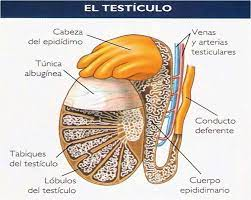 EL TESTÍCULO
Cabeza
del epidídimo
Venas
y arterias
testiculares
Túnica
albugínea
Conducto
deferente
Tabiques
del testículo
Lóbulos
del testículo
Cuerpo
epididimario